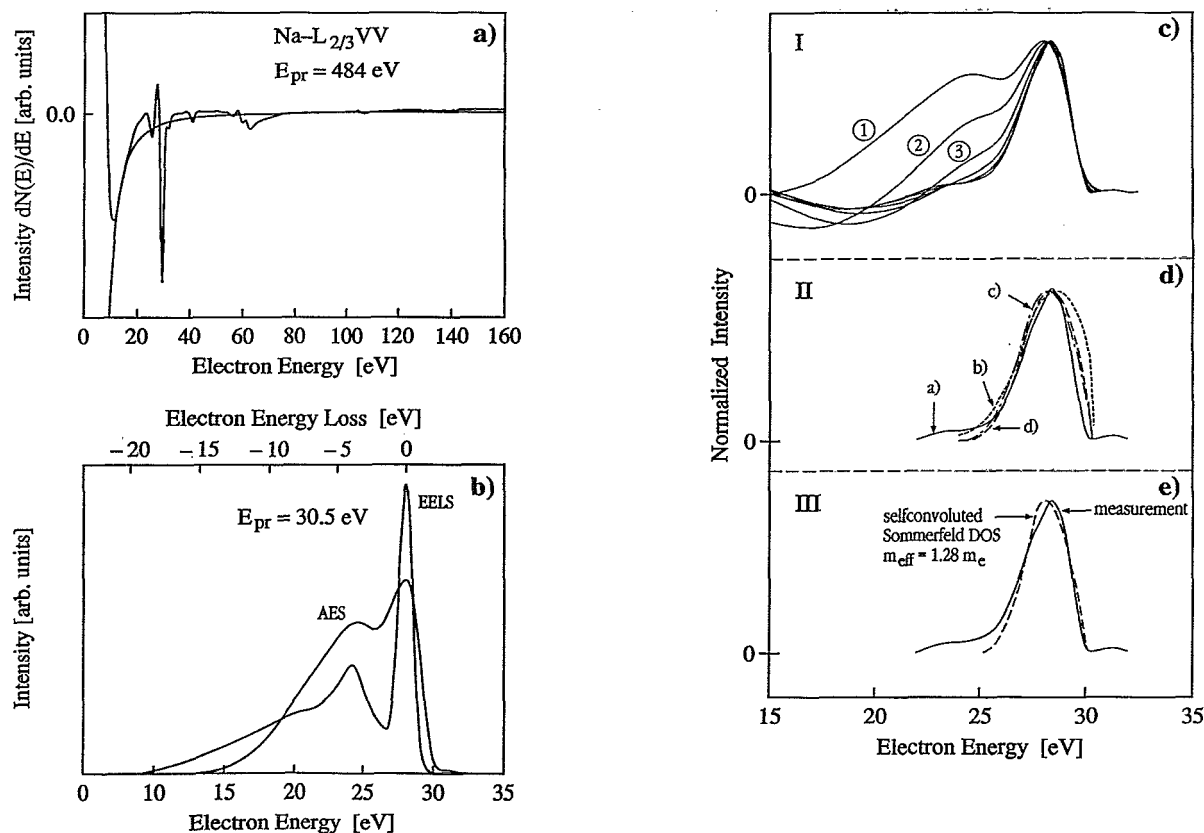 a)
Na–L2/3VV
Epr = 484 eV
Intensity dN(E)/dE [arb. units]
0.0
0 20 40 60 80 100 120 140 160
Electron Energy [eV]
Electron Energy Loss [eV]
−20 −15 −10 −5 0
b)
Epr = 30.5 eV
EELS
AES
Intensity [arb. units]
0 10 15 20 25 30 35
Electron Energy [eV]
I
c)
1
2
3
0
II
d)
c)
b)
a)
d)
0
Normalized Intensity
III
e)
selfconvoluted
Sommerfeld DOS
meff = 1.28 me
measurement
0
15 22 25 30 35
Electron Energy [eV]